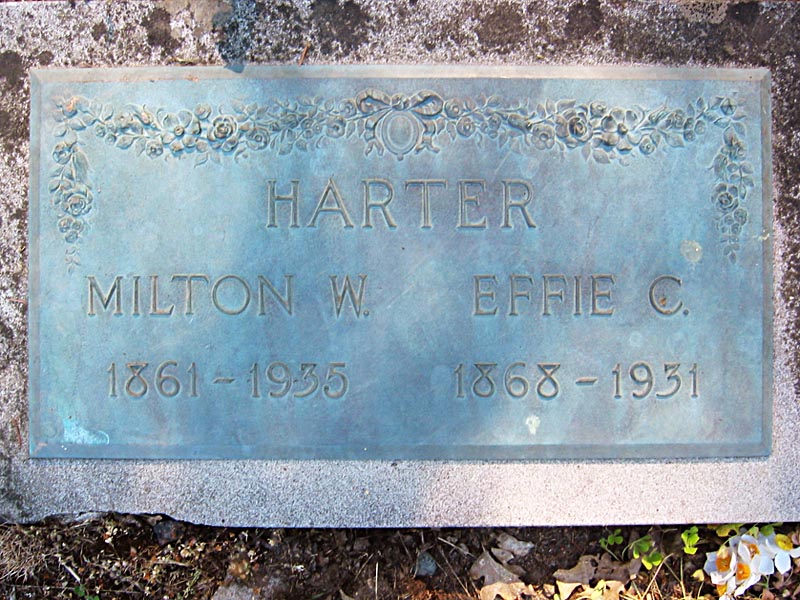 HARTER
MILTON W. EFFIE C.
1861-1935 1868-1931